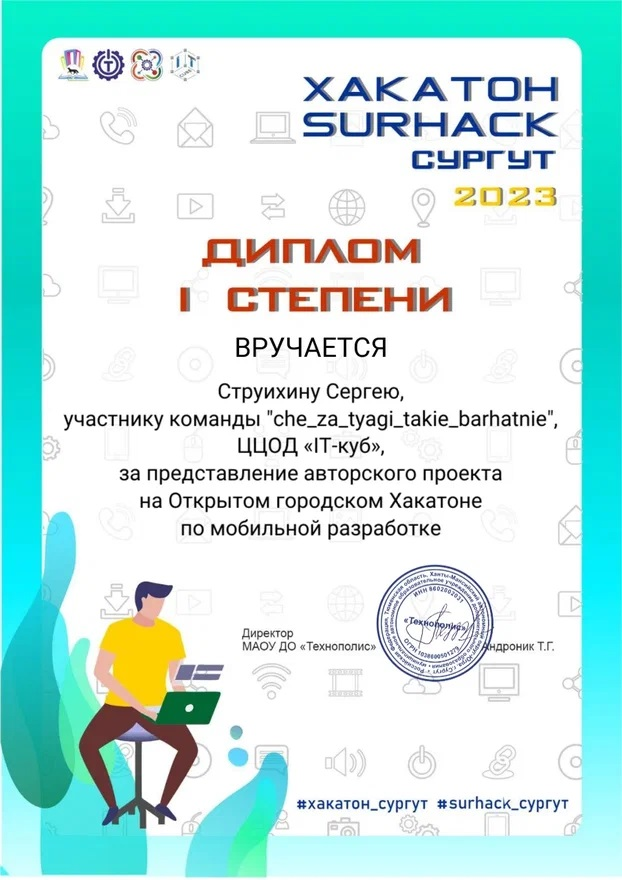 ХАКАТОН
SURHACK
СУРГУТ
2023
ДИПЛОМ
I СТЕПЕНИ
ВРУЧАЕТСЯ
Струихину Сергею,
участнику команды "che_za_tyagi_takie_barhatnie",
ЦЦОД «IT-куб»,
за представление авторского проекта
на Открытом городском Хакатоне
по мобильной разработке
Директор
МАОУ ДО «Технополис»
«Технополис»
Андроник Т.Г.
#хакатон_сургут #surhack_сургут